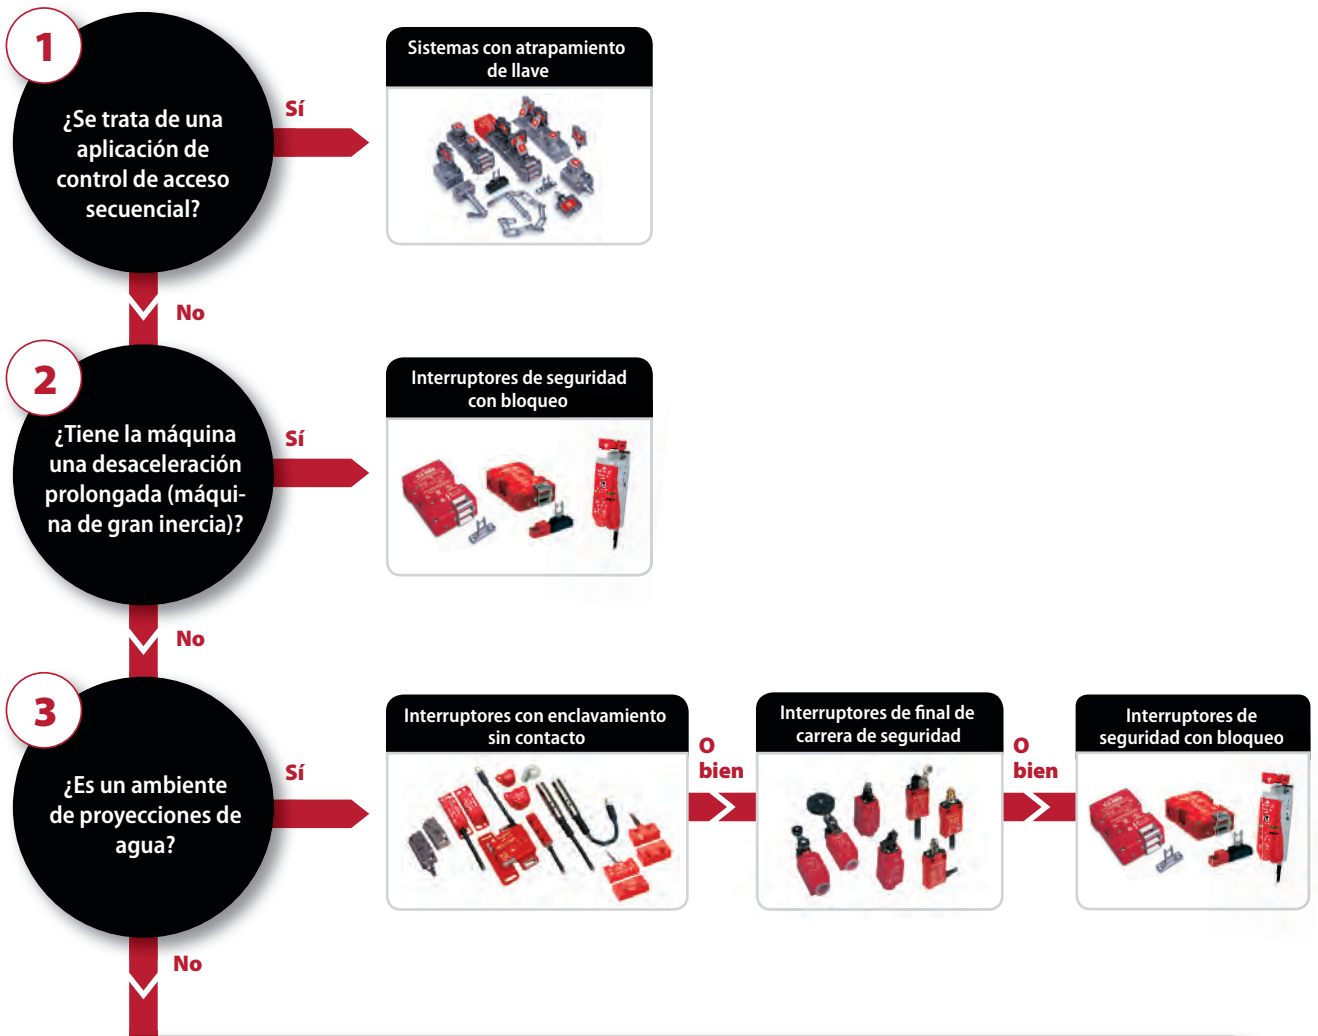 1
¿Se trata de una
aplicación de
control de acceso
secuencial?
Sí
Sistemas con atrapamiento
de llave
No
2
¿Tiene la máquina
una desaceleración
prolongada (máqui-
na de gran inercia)?
Sí
Interruptores de seguridad
con bloqueo
No
3
¿Es un ambiente
de proyecciones de
agua?
Sí
Interruptores con enclavamiento
sin contacto
O
bien
Interruptores de final de
carrera de seguridad
O
bien
Interruptores de
seguridad con bloqueo
No